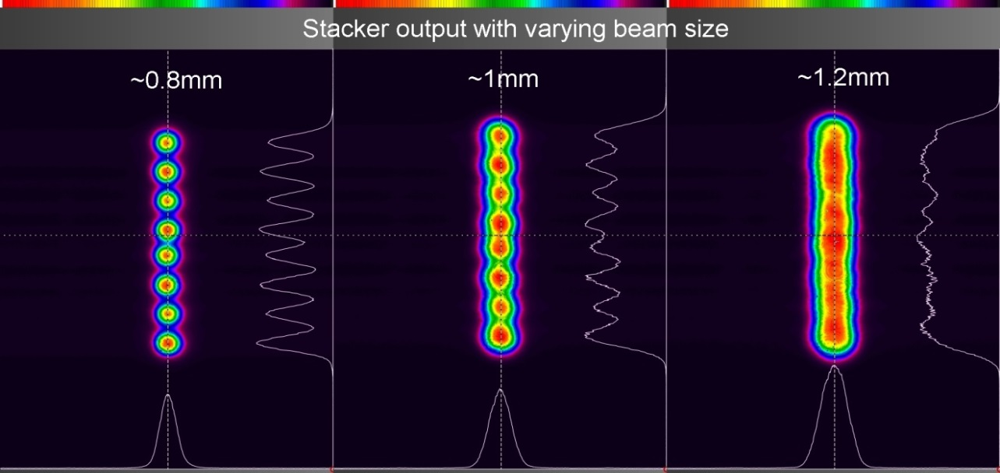 Stacker output with varying beam size
~0.8mm
~1mm
~1.2mm